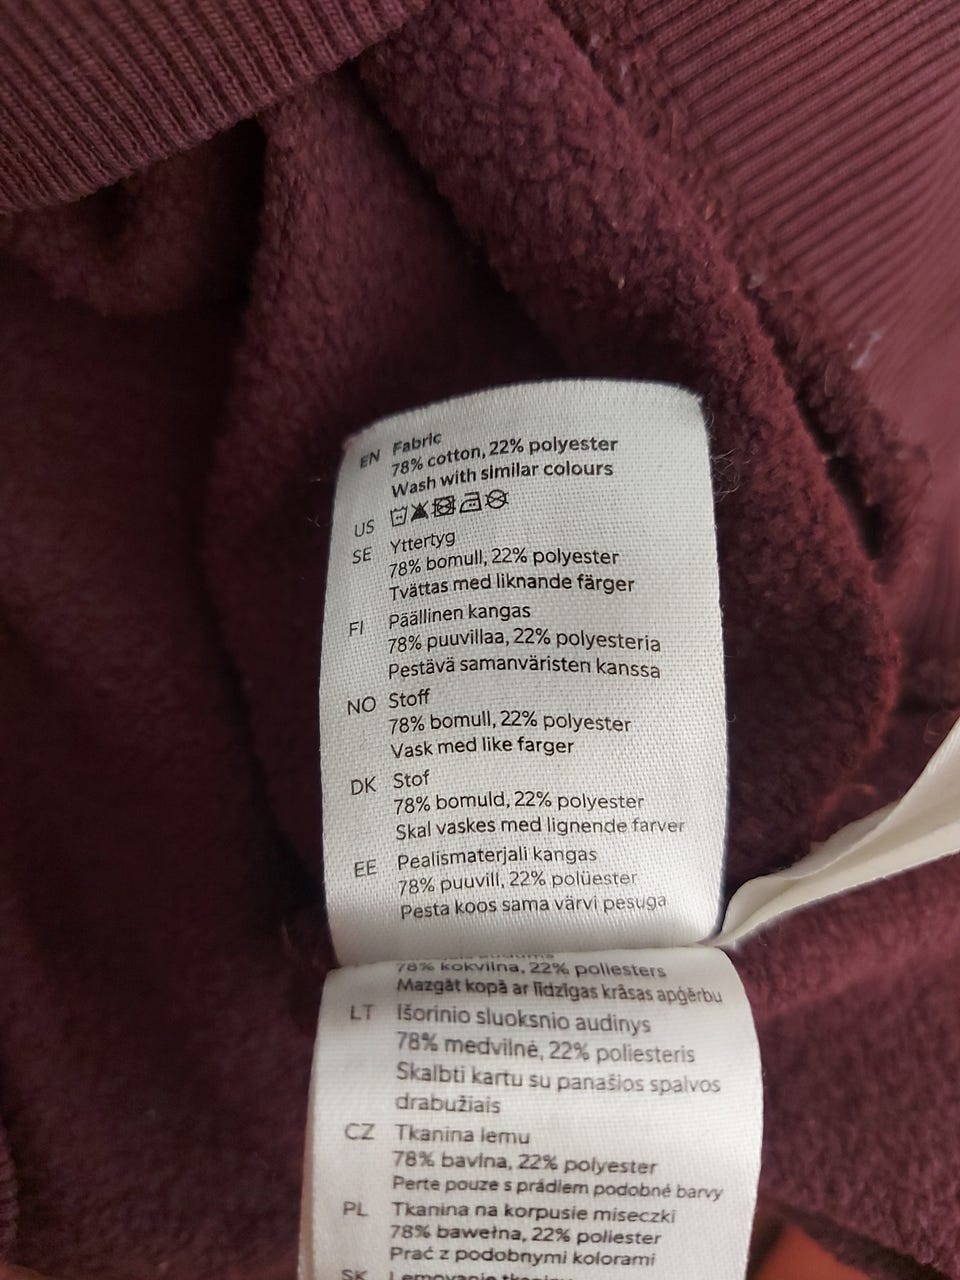 EN Fabric
78% cotton, 22% polyester
Wash with similar colours
US
SE Yttertyg
78% bomull, 22% polyester
Tvättas med liknande färger
FI Päällinen kangas
78% puuvillaa, 22% polyesteria
Pestävä samanväristen kanssa
NO Stoff
78% bomull, 22% polyester
Vask med like farger
DK Stof
78% bomuld, 22% polyester
Skal vaskes med lignende farver
EE Pealismaterjali kangas
78% puuvill, 22% polüester
Pesta koos sama värvi pesuga
78% kokvilna, 22% poliesters
Mazgāt kopā ar līdzīgas krāsas apģērbu
LT Išorinio sluoksnio audinys
78% medvilnė, 22% poliesteris
Skalbti kartu su panašios spalvos
drabužiais
CZ Tkanina lemu
78% bavlna, 22% polyester
Perte pouze s prádlem podobné barvy
PL Tkanina na korpusie miseczki
78% bawełna, 22% poliester
Prać z podobnymi kolorami
SK Lemovanie